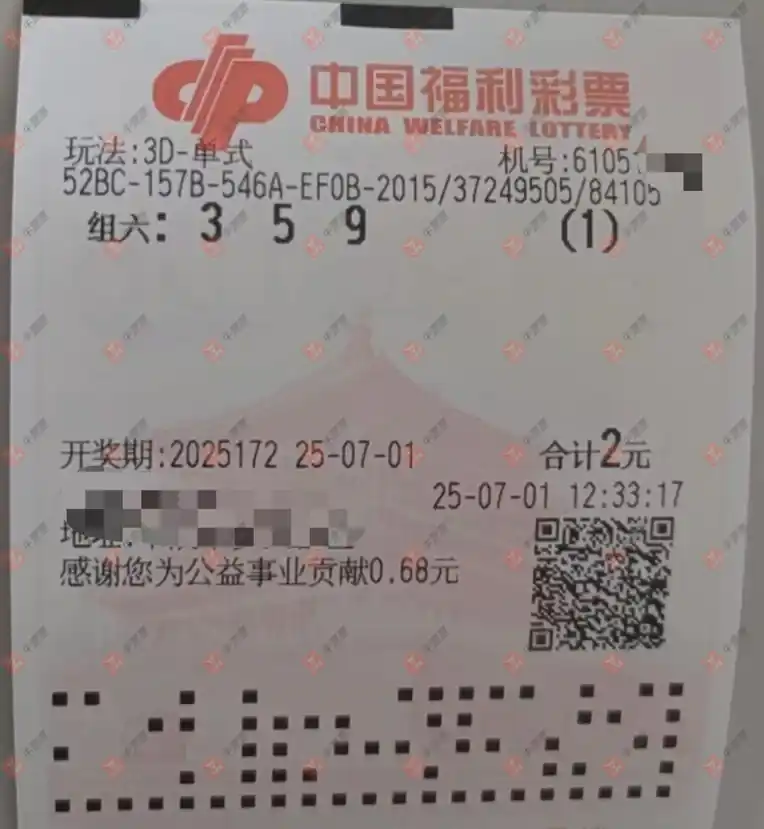 中国福利彩票
CHINA WELFARE LOTTERY
玩法:3D-单式 机号:6105
52BC-157B-546A-EF0B-2015/37249505/84105
组六: 3 5 9 (1)
开奖期:2025172 25-07-01 合计2元
25-07-01 12:33:17
地址:
感谢您为公益事业贡献0.68元